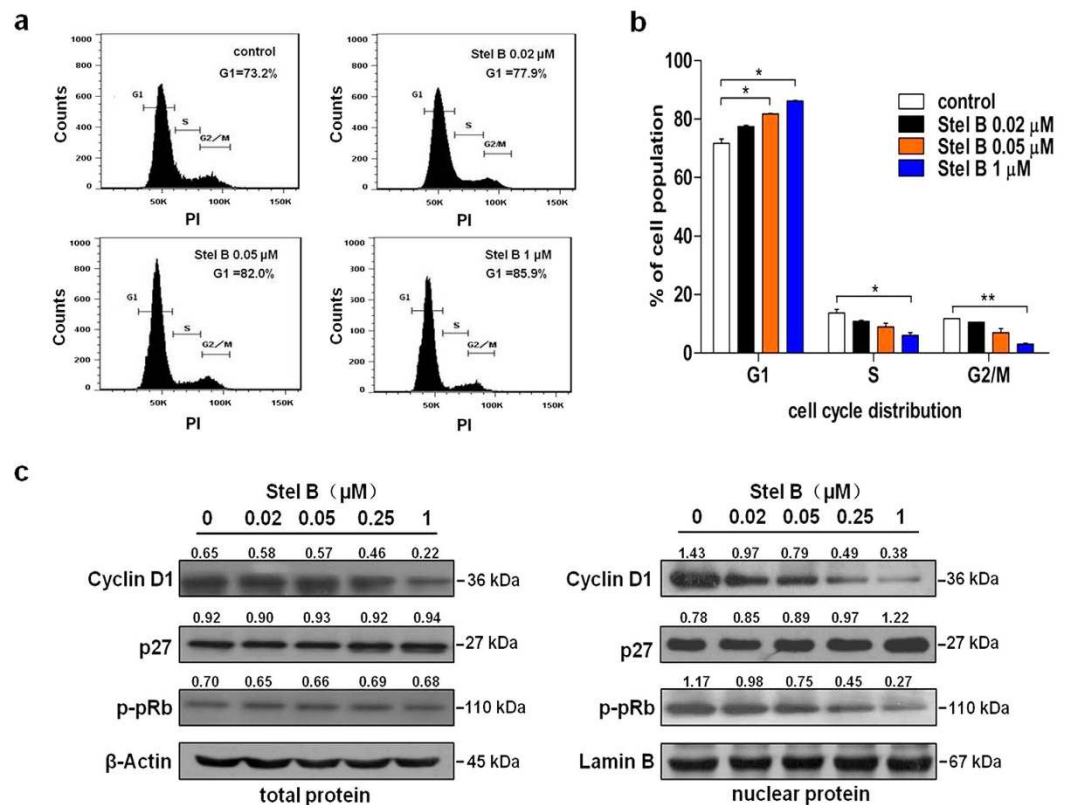 a
control
G1=73.2%
G1
S
G2/M
Counts
1000
800
600
400
200
0
50K
100K
150K
PI
Stel B 0.02 μM
G1 =77.9%
G1
S
G2/M
Counts
1000
800
600
400
200
0
50K
100K
150K
PI
Stel B 0.05 μM
G1 =82.0%
G1
S
G2/M
Counts
1000
800
600
400
200
0
50K
100K
150K
PI
Stel B 1 μM
G1 =85.9%
G1
S
G2/M
Counts
1000
800
600
400
200
0
50K
100K
150K
PI
b
% of cell population
100
80
60
40
20
0
*
*
*
**
control
Stel B 0.02 μM
Stel B 0.05 μM
Stel B 1 μM
G1 S G2/M
cell cycle distribution
c
Stel B（μM）
0 0.02 0.05 0.25 1
0.65 0.58 0.57 0.46 0.22
Cyclin D1 -36 kDa
0.92 0.90 0.93 0.92 0.94
p27 -27 kDa
0.70 0.65 0.66 0.69 0.68
p-pRb -110 kDa
β-Actin -45 kDa
total protein
Stel B（μM）
0 0.02 0.05 0.25 1
1.43 0.97 0.79 0.49 0.38
Cyclin D1 -36 kDa
0.78 0.85 0.89 0.97 1.22
p27 -27 kDa
1.17 0.98 0.75 0.45 0.27
p-pRb -110 kDa
Lamin B -67 kDa
nuclear protein